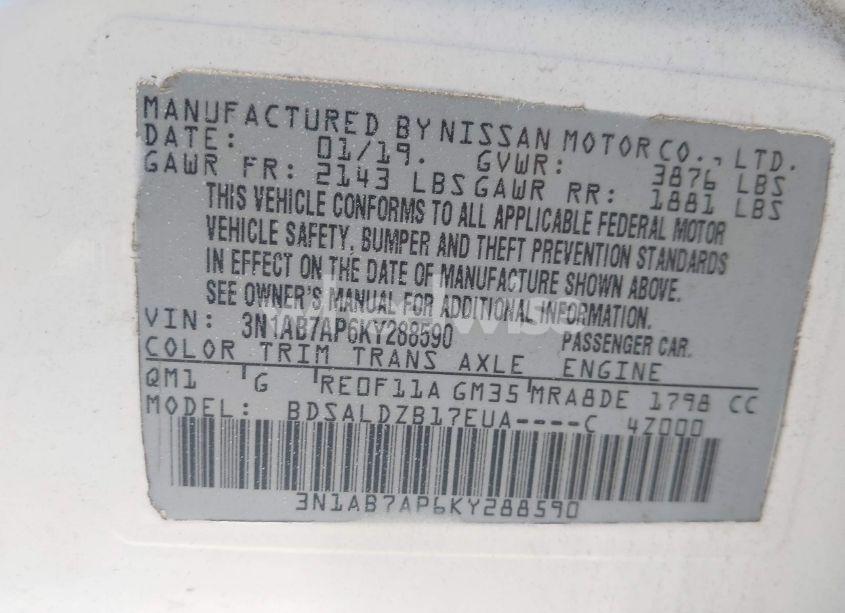 MANUFACTURED BY NISSAN MOTOR CO., LTD.
DATE: 01/19. GVWR: 3876 LBS
GAWR FR: 2143 LBS GAWR RR: 1881 LBS
THIS VEHICLE CONFORMS TO ALL APPLICABLE FEDERAL MOTOR
VEHICLE SAFETY, BUMPER AND THEFT PREVENTION STANDARDS
IN EFFECT ON THE DATE OF MANUFACTURE SHOWN ABOVE.
SEE OWNER'S MANUAL FOR ADDITIONAL INFORMATION.
VIN: 3N1AB7AP6KY288590 PASSENGER CAR.
COLOR TRIM TRANS AXLE ENGINE
QM1 G RE0F11A GM35 MRA8DE 1798 CC
MODEL: BDSALDZB17EUA----C 4Z000
3N1AB7AP6KY288590